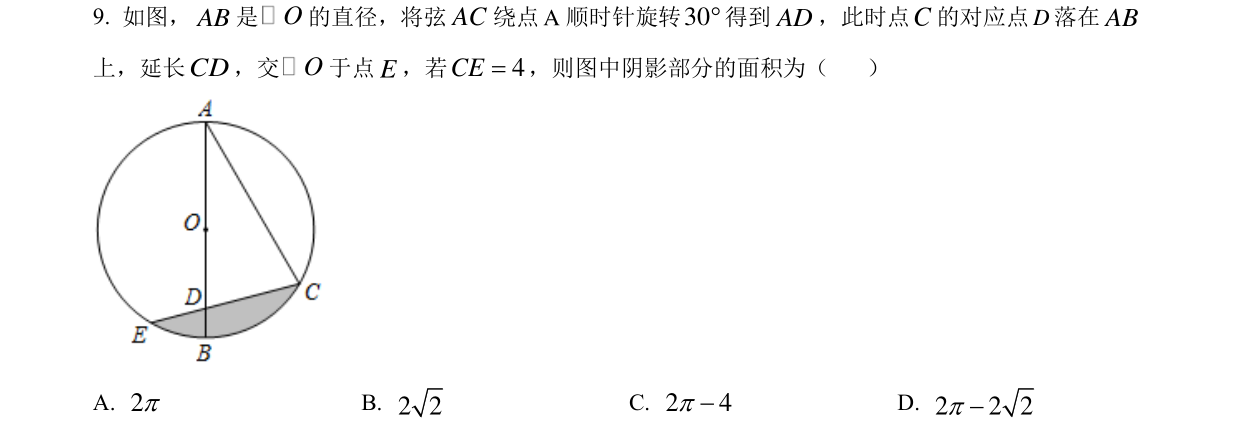 9. 如图， AB 是□ O 的直径，将弦 AC 绕点 A 顺时针旋转 30° 得到 AD ，此时点 C 的对应点 D 落在 AB
上，延长 CD ，交□ O 于点 E ，若 CE = 4 ，则图中阴影部分的面积为（ ）
A
O
D
C
E
B
A. 2π B. 2√2 C. 2π − 4 D. 2π − 2√2